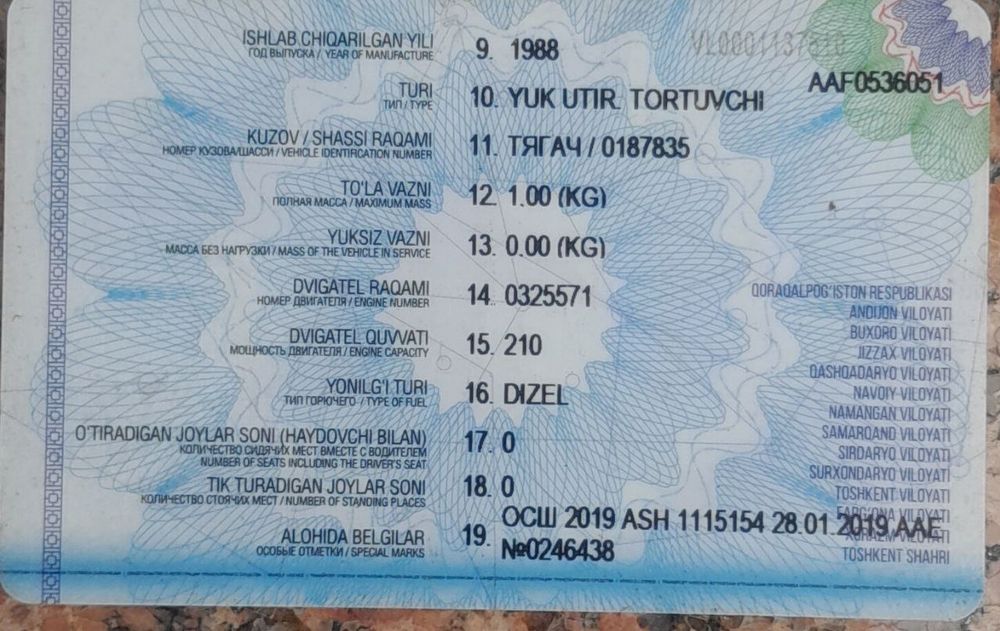 ISHLAB CHIQARILGAN YILI
ГОД ВЫПУСКА / YEAR OF MANUFACTURE
9. 1988
AAF0536051
TURI
ТИП / TYPE
10. YUK UTIR. TORTUVCHI
KUZOV / SHASSI RAQAMI
НОМЕР КУЗОВА/ШАССИ / VEHICLE IDENTIFICATION NUMBER
11. ТЯГАЧ / 0187835
TO'LA VAZNI
ПОЛНАЯ МАССА / MAXIMUM MASS
12. 1.00 (KG)
YUKSIZ VAZNI
МАССА БЕЗ НАГРУЗКИ / MASS OF THE VEHICLE IN SERVICE
13. 0.00 (KG)
DVIGATEL RAQAMI
НОМЕР ДВИГАТЕЛЯ / ENGINE NUMBER
14. 0325571
DVIGATEL QUVVATI
МОЩНОСТЬ ДВИГАТЕЛЯ / ENGINE CAPACITY
15. 210
YONILG'I TURI
ТИП ГОРЮЧЕГО / TYPE OF FUEL
16. DIZEL
O'TIRADIGAN JOYLAR SONI (HAYDOVCHI BILAN)
КОЛИЧЕСТВО СИДЯЧИХ МЕСТ ВМЕСТЕ С ВОДИТЕЛЕМ
NUMBER OF SEATS INCLUDING THE DRIVER'S SEAT
17. 0
TIK TURADIGAN JOYLAR SONI
КОЛИЧЕСТВО СТОЯЧИХ МЕСТ / NUMBER OF STANDING PLACES
18. 0
ALOHIDA BELGILAR
ОСОБЫЕ ОТМЕТКИ / SPECIAL MARKS
19. ОСШ 2019 ASH 1115154 28.01.2019 AAE
№0246438
QORAQALPOG'ISTON RESPUBLIKASI
ANDIJON VILOYATI
BUXORO VILOYATI
JIZZAX VILOYATI
QASHQADARYO VILOYATI
NAVOIY VILOYATI
NAMANGAN VILOYATI
SAMARQAND VILOYATI
SIRDARYO VILOYATI
SURXONDARYO VILOYATI
TOSHKENT VILOYATI
FARG'ONA VILOYATI
XORAZM VILOYATI
TOSHKENT SHAHRI